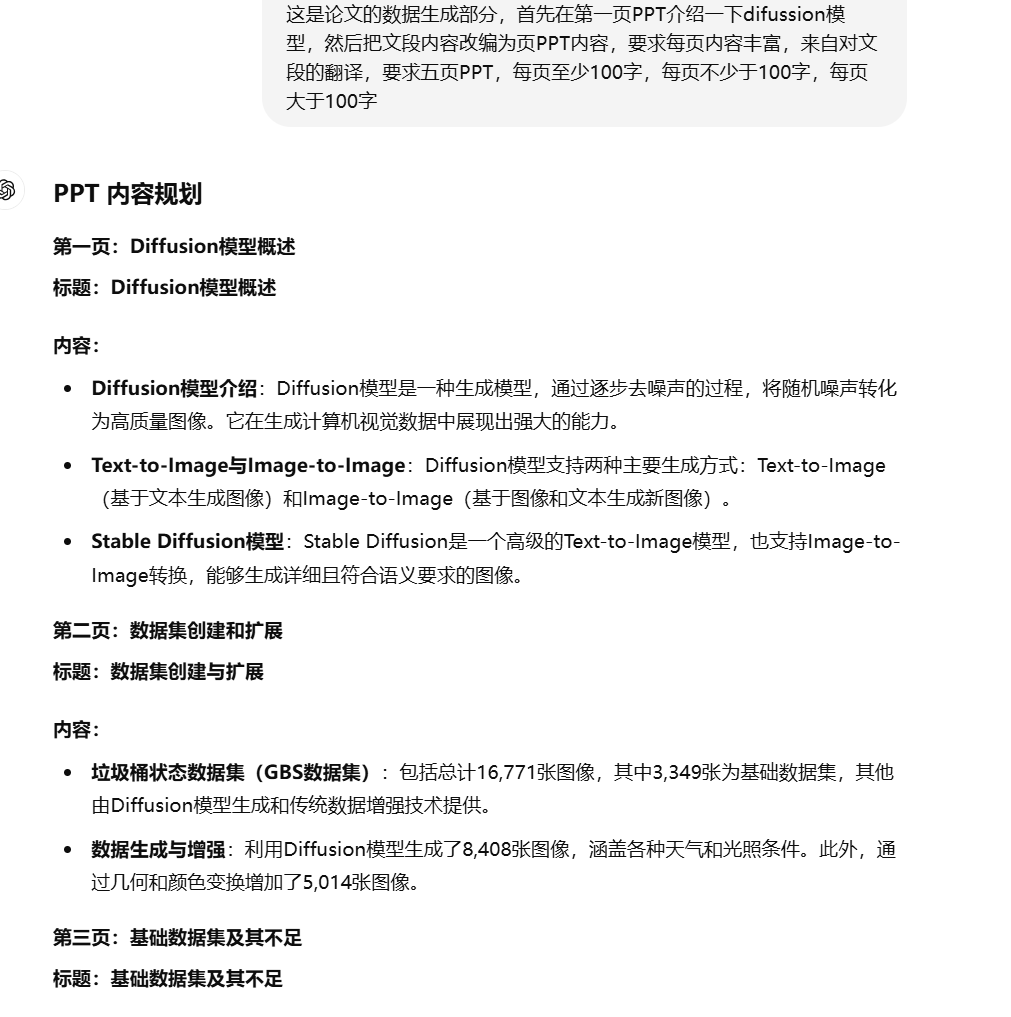 这是论文的数据生成部分，首先在第一页PPT介绍一下difussion模
型，然后把文段内容改编为页PPT内容，要求每页内容丰富，来自对文
段的翻译，要求五页PPT，每页至少100字，每页不少于100字，每页
大于100字
PPT 内容规划
第一页：Diffusion模型概述
标题：Diffusion模型概述
内容：
Diffusion模型介绍：Diffusion模型是一种生成模型，通过逐步去噪声的过程，将随机噪声转化
为高质量图像。它在生成计算机视觉数据中展现出强大的能力。
Text-to-Image与Image-to-Image：Diffusion模型支持两种主要生成方式：Text-to-Image
（基于文本生成图像）和Image-to-Image（基于图像和文本生成新图像）。
Stable Diffusion模型：Stable Diffusion是一个高级的Text-to-Image模型，也支持Image-to-
Image转换，能够生成详细且符合语义要求的图像。
第二页：数据集创建和扩展
标题：数据集创建与扩展
内容：
垃圾桶状态数据集（GBS数据集）：包括总计16,771张图像，其中3,349张为基础数据集，其他
由Diffusion模型生成和传统数据增强技术提供。
数据生成与增强：利用Diffusion模型生成了8,408张图像，涵盖各种天气和光照条件。此外，通
过几何和颜色变换增加了5,014张图像。
第三页：基础数据集及其不足
标题：基础数据集及其不足